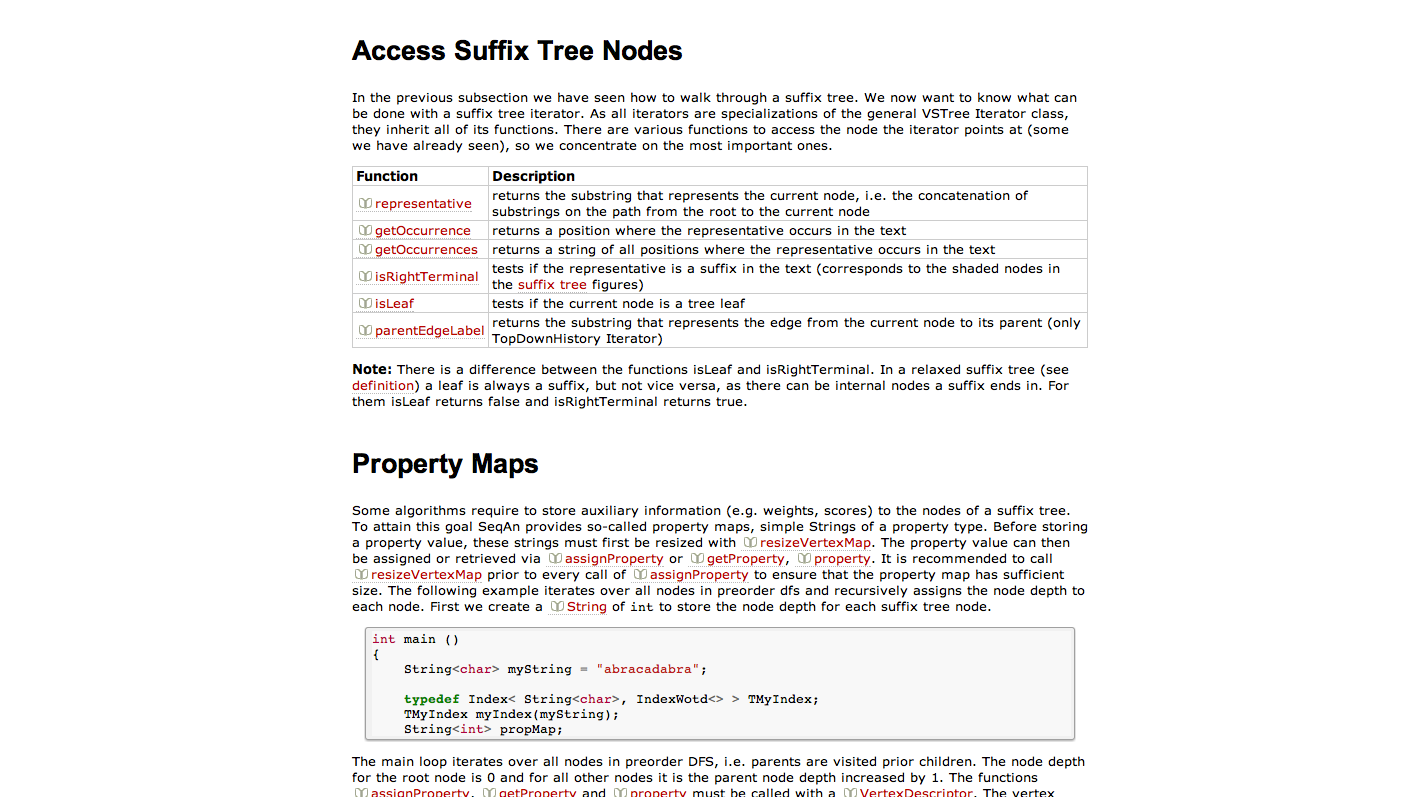 Access Suffix Tree Nodes
In the previous subsection we have seen how to walk through a suffix tree. We now want to know what can
be done with a suffix tree iterator. As all iterators are specializations of the general VSTree Iterator class,
they inherit all of its functions. There are various functions to access the node the iterator points at (some
we have already seen), so we concentrate on the most important ones.
Function Description
representative returns the substring that represents the current node, i.e. the concatenation of
substrings on the path from the root to the current node
getOccurrence returns a position where the representative occurs in the text
getOccurrences returns a string of all positions where the representative occurs in the text
isRightTerminal tests if the representative is a suffix in the text (corresponds to the shaded nodes in
the suffix tree figures)
isLeaf tests if the current node is a tree leaf
parentEdgeLabel returns the substring that represents the edge from the current node to its parent (only
TopDownHistory Iterator)
Note: There is a difference between the functions isLeaf and isRightTerminal. In a relaxed suffix tree (see
definition) a leaf is always a suffix, but not vice versa, as there can be internal nodes a suffix ends in. For
them isLeaf returns false and isRightTerminal returns true.
Property Maps
Some algorithms require to store auxiliary information (e.g. weights, scores) to the nodes of a suffix tree.
To attain this goal SeqAn provides so-called property maps, simple Strings of a property type. Before storing
a property value, these strings must first be resized with resizeVertexMap. The property value can then
be assigned or retrieved via assignProperty or getProperty, property. It is recommended to call
resizeVertexMap prior to every call of assignProperty to ensure that the property map has sufficient
size. The following example iterates over all nodes in preorder dfs and recursively assigns the node depth to
each node. First we create a String of int to store the node depth for each suffix tree node.
int main ()
{
    String<char> myString = "abracadabra";
    typedef Index< String<char>, IndexWotd<> > TMyIndex;
    TMyIndex myIndex(myString);
    String<int> propMap;
The main loop iterates over all nodes in preorder DFS, i.e. parents are visited prior children. The node depth
for the root node is 0 and for all other nodes it is the parent node depth increased by 1. The functions
assignProperty, getProperty and property must be called with a VertexDescriptor. The vertex